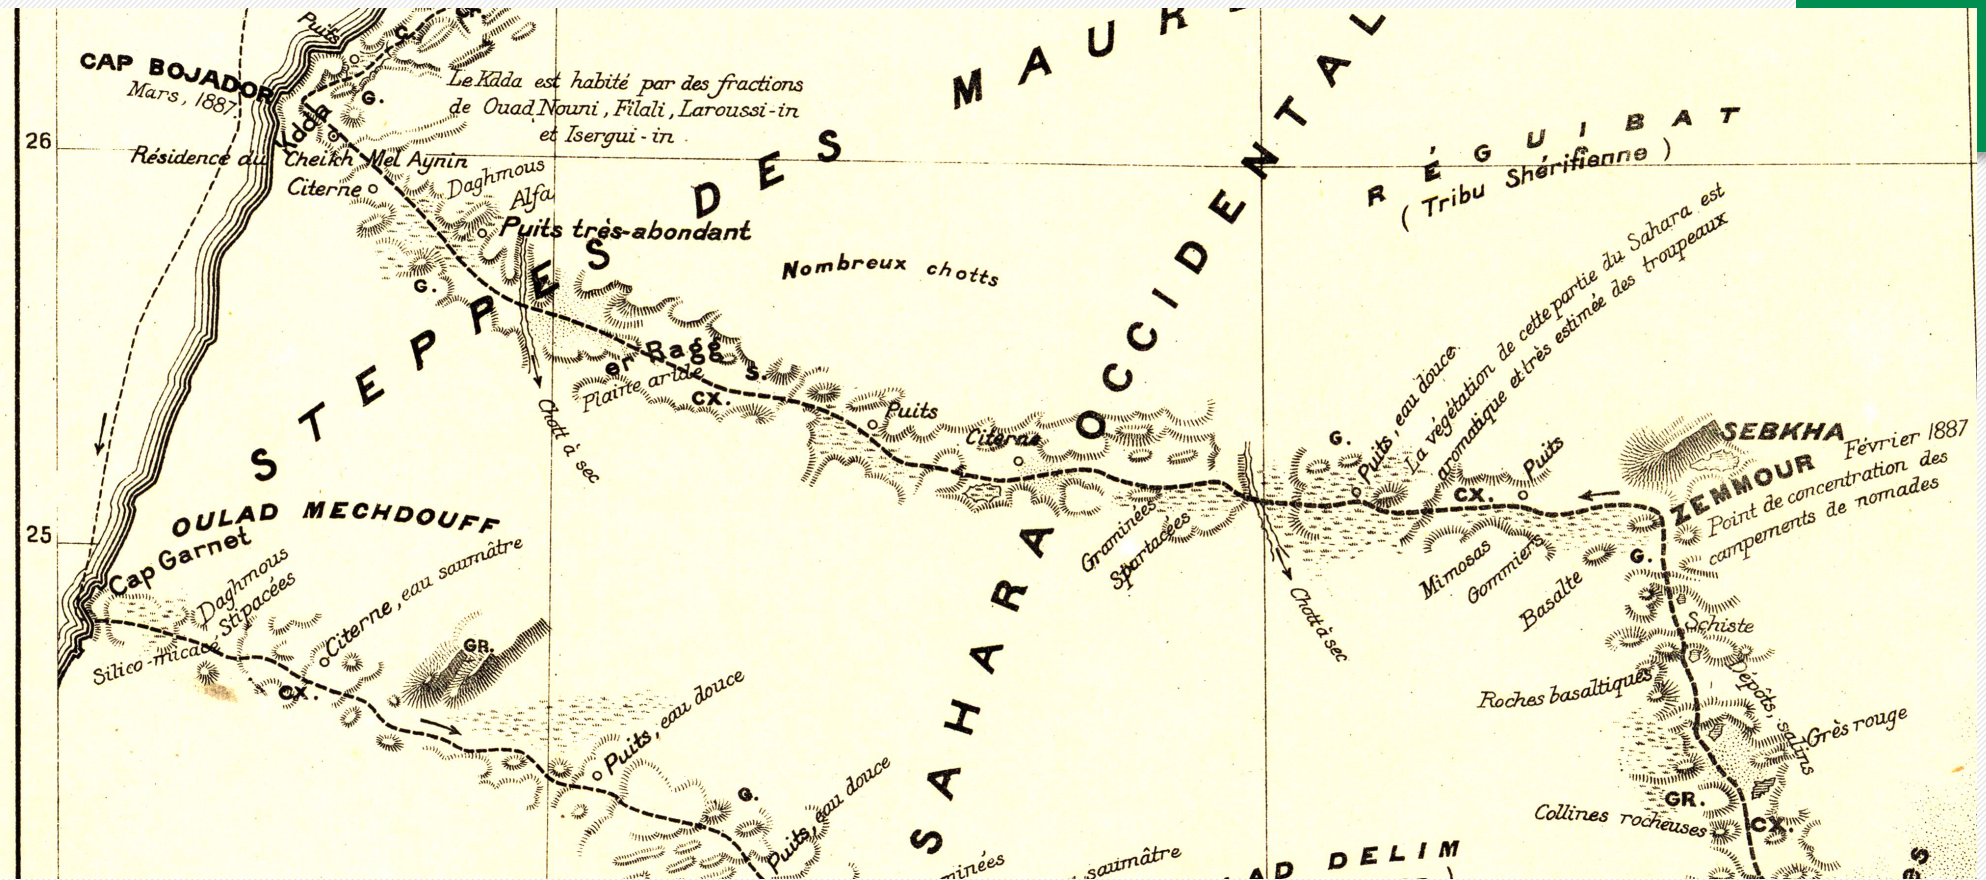 Puits
CAP BOJADOR
Mars, 1887.
G.
Le Kdda est habité par des fractions
de Ouad Nouni, Filali, Laroussi-in
et Isergui-in.
Kdda
26
Résidence du Cheikh Mel Aynin
Citerne
Daghmous
Alfa
Puits très-abondant
G.
STEPPES DES MAUR
Nombreux chotts
RÉGUIBAT
(Tribu Shérifienne)
er Ragg
Plaine aride
S.
CX.
Chott à sec
Puits
Citerne
SAHARA OCCIDENTAL
Graminées
Spartacées
Chott à sec
G.
Puits, eau douce.
La végétation de cette partie du Sahara est
aromatique et très estimée des troupeaux
CX.
Puits
Mimosas
Gommiers
Basalte
SEBKHA
ZEMMOUR
Février 1887
Point de concentration des
campements de nomades
G.
Schiste
Roches basaltiques
Dépôts, salins
Grès rouge
GR.
Collines rocheuses
CX.
25
OULAD MECHDOUFF
Cap Garnet
Daghmous
Stipacées
Silico-micacé
Citerne, eau saumâtre
CX.
GR.
Puits, eau douce
G.
Puits, eau douce
minées
saumâtre
AD DELIM
es